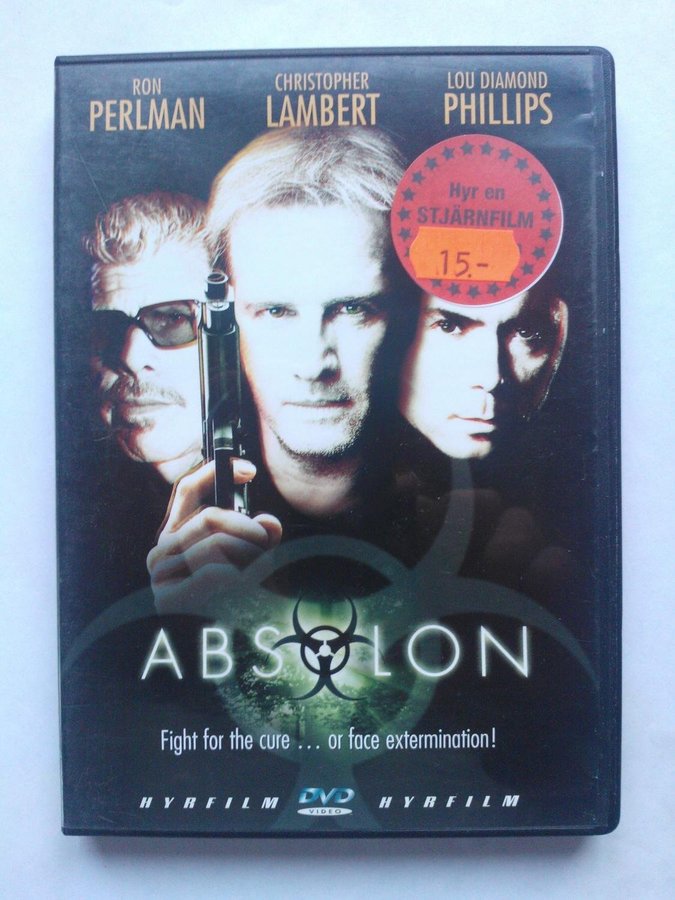 RON
PERLMAN
CHRISTOPHER
LAMBERT
LOU DIAMOND
PHILLIPS
Hyr en
STJÄRNFILM
15.-
ABSOLON
Fight for the cure ... or face extermination!
HYRFILM DVD HYRFILM
VIDEO